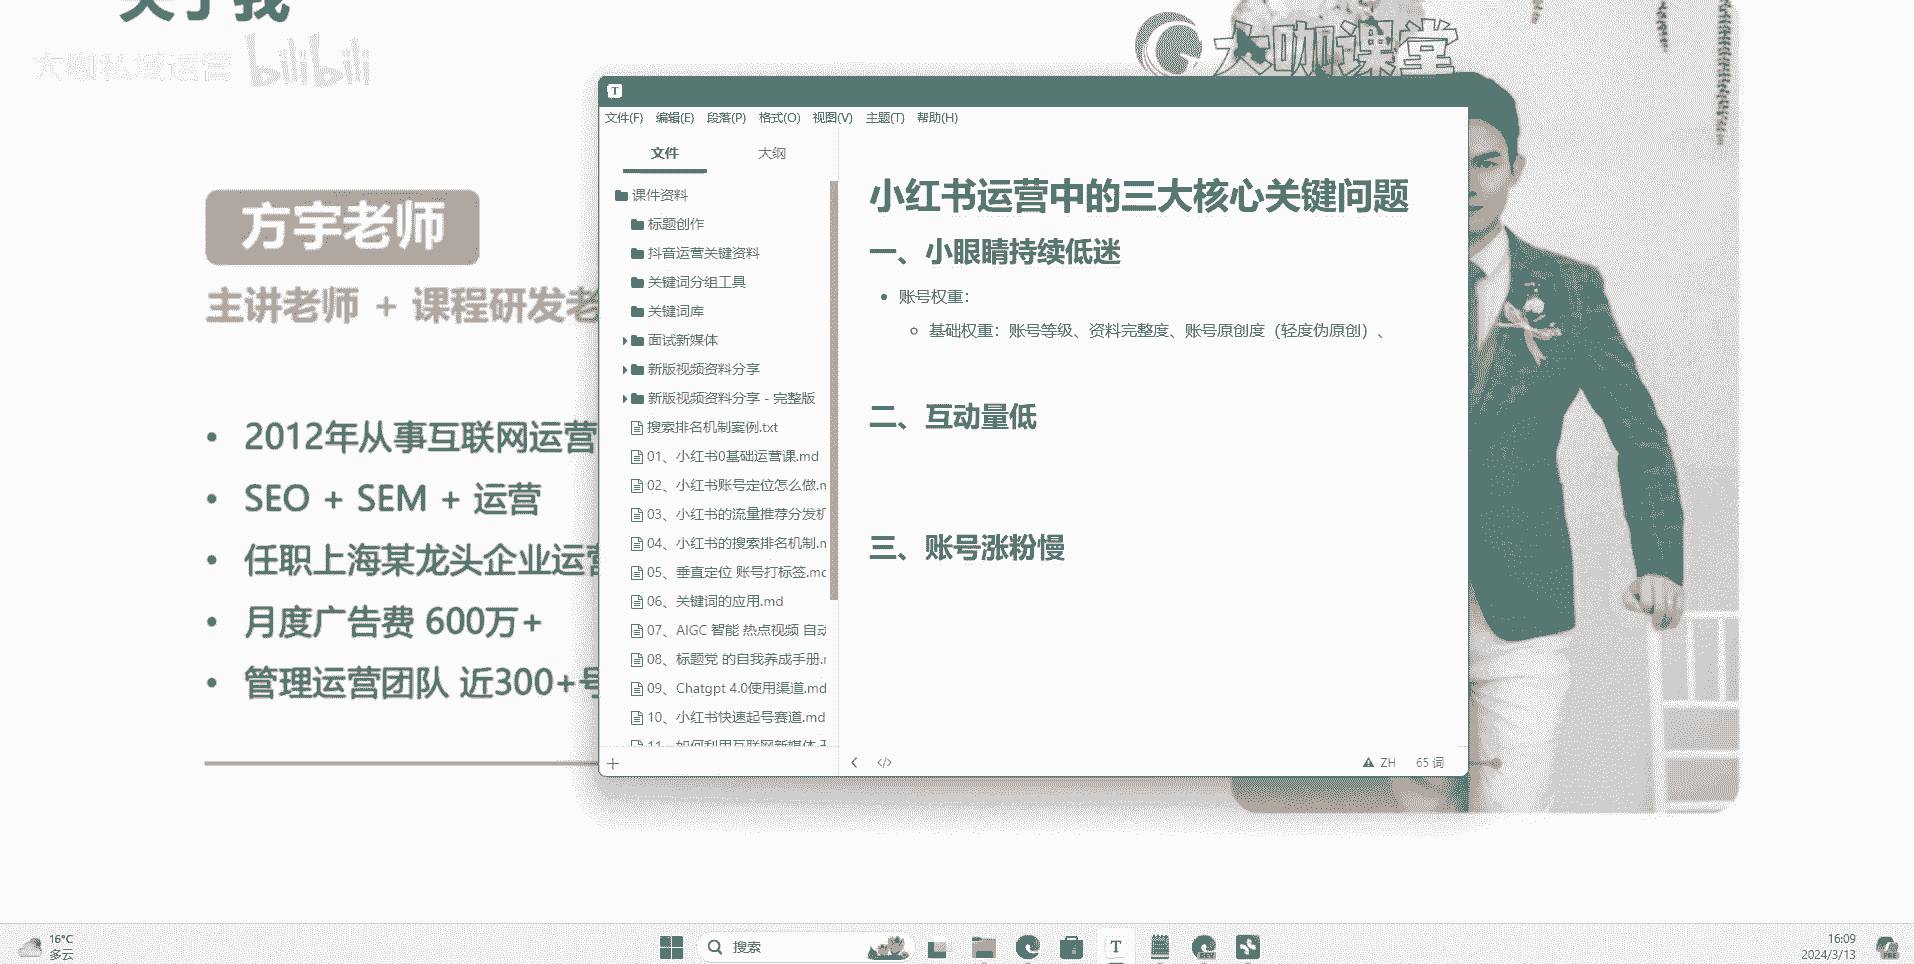 关于我
大咖私域运营 bilibili
大咖课堂
方宇老师
主讲老师 + 课程研发老
• 2012年从事互联网运营
• SEO + SEM + 运营
• 任职上海某龙头企业运营
• 月度广告费 600万+
• 管理运营团队 近300+号
T
文件(F) 编辑(E) 段落(P) 格式(O) 视图(V) 主题(T) 帮助(H)
文件 大纲
课件资料
标题创作
抖音运营关键资料
关键词分组工具
关键词库
面试新媒体
新版视频资料分享
新版视频资料分享 - 完整版
搜索排名机制案例.txt
01、小红书0基础运营课.md
02、小红书账号定位怎么做.m
03、小红书的流量推荐分发机
04、小红书的搜索排名机制.m
05、垂直定位 账号打标签.md
06、关键词的应用.md
07、AIGC 智能 热点视频 自动
08、标题党 的自我养成手册.m
09、Chatgpt 4.0使用渠道.md
10、小红书快速起号赛道.md
11、如何利用互联网新媒体
小红书运营中的三大核心关键问题
一、小眼睛持续低迷
• 账号权重：
○ 基础权重：账号等级、资料完整度、账号原创度（轻度伪原创）、
二、互动量低
三、账号涨粉慢
ZH 65 词
16°C
多云
搜索
T
16:09
2024/3/13